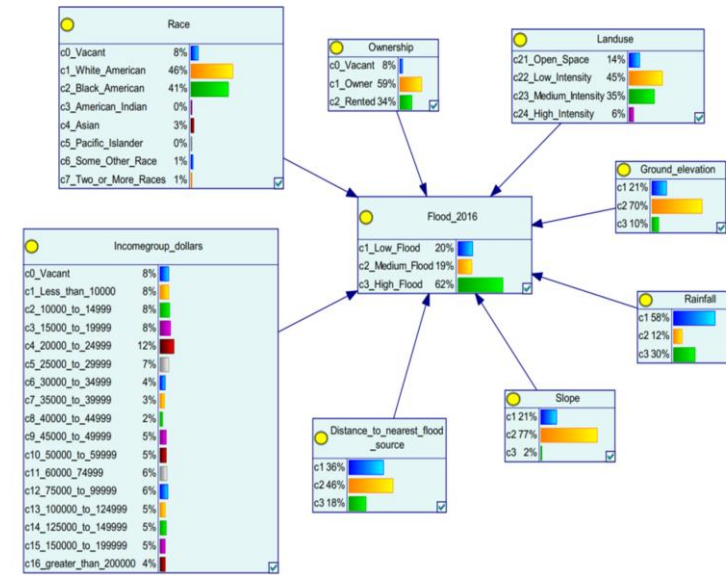 Race
c0_Vacant 8%
c1_White_American 46%
c2_Black_American 41%
c3_American_Indian 0%
c4_Asian 3%
c5_Pacific_Islander 0%
c6_Some_Other_Race 1%
c7_Two_or_More_Races 1%
Ownership
c0_Vacant 8%
c1_Owner 59%
c2_Rented 34%
Landuse
c21_Open_Space 14%
c22_Low_Intensity 45%
c23_Medium_Intensity 35%
c24_High_Intensity 6%
Ground_elevation
c1 21%
c2 70%
c3 10%
Flood_2016
c1_Low_Flood 20%
c2_Medium_Flood 19%
c3_High_Flood 62%
Incomegroup_dollars
c0_Vacant 8%
c1_Less_than_10000 8%
c2_10000_to_14999 8%
c3_15000_to_19999 8%
c4_20000_to_24999 12%
c5_25000_to_29999 7%
c6_30000_to_34999 4%
c7_35000_to_39999 3%
c8_40000_to_44999 2%
c9_45000_to_49999 5%
c10_50000_to_59999 5%
c11_60000_74999 6%
c12_75000_to_99999 6%
c13_100000_to_124999 5%
c14_125000_to_149999 5%
c15_150000_to_199999 5%
c16_greater_than_200000 4%
Rainfall
c1 58%
c2 12%
c3 30%
Slope
c1 21%
c2 77%
c3 2%
Distance_to_nearest_flood
_source
c1 36%
c2 46%
c3 18%